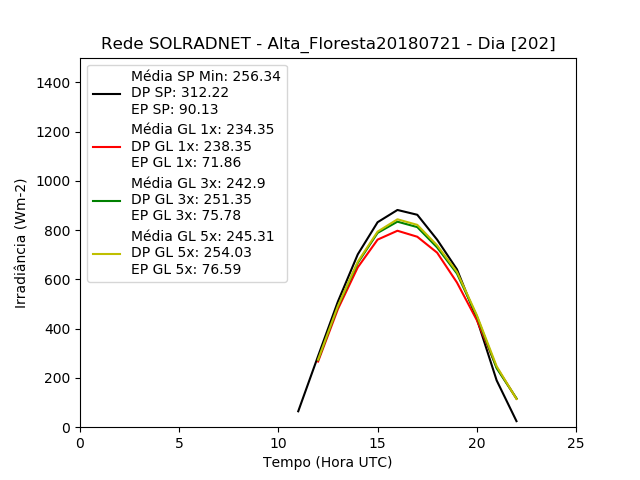 Rede SOLRADNET - Alta_Floresta20180721 - Dia [202]
Média SP Min: 256.34
DP SP: 312.22
EP SP: 90.13
Média GL 1x: 234.35
DP GL 1x: 238.35
EP GL 1x: 71.86
Média GL 3x: 242.9
DP GL 3x: 251.35
EP GL 3x: 75.78
Média GL 5x: 245.31
DP GL 5x: 254.03
EP GL 5x: 76.59
Irradiância (Wm-2)
1400
1200
1000
800
600
400
200
0
0 5 10 15 20 25
Tempo (Hora UTC)